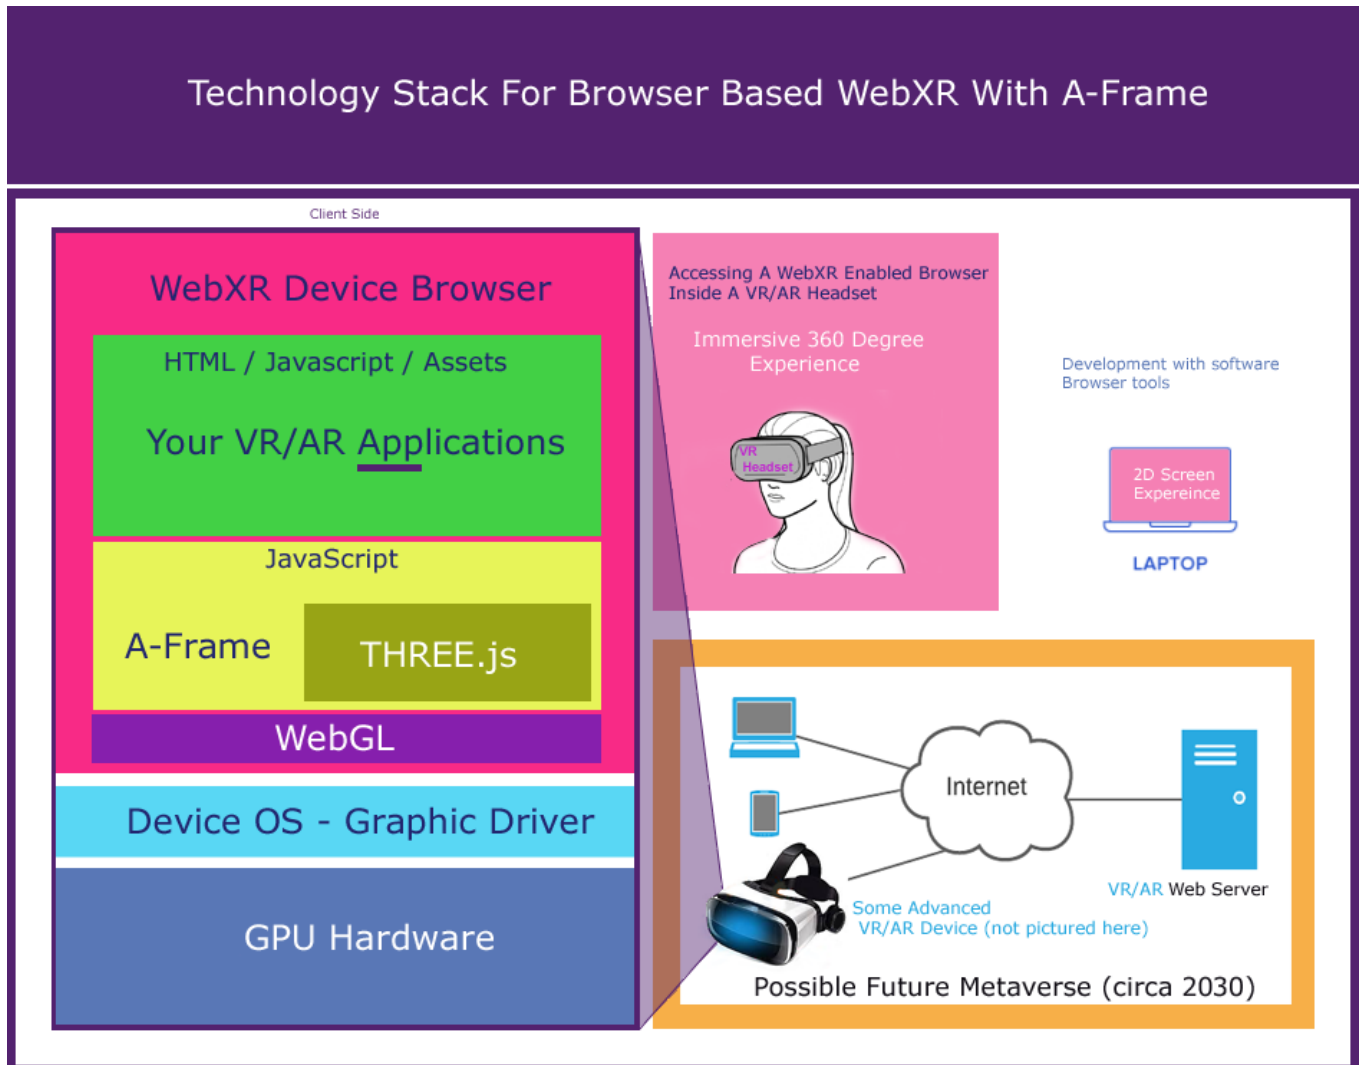 Technology Stack For Browser Based WebXR With A-Frame
Client Side
WebXR Device Browser
HTML / Javascript / Assets
Your VR/AR Applications
JavaScript
A-Frame
THREE.js
WebGL
Device OS - Graphic Driver
GPU Hardware
Accessing A WebXR Enabled Browser
Inside A VR/AR Headset
Immersive 360 Degree
Experience
VR
Headset
Development with software
Browser tools
2D Screen
Expereince
LAPTOP
Internet
VR/AR Web Server
Some Advanced
VR/AR Device (not pictured here)
Possible Future Metaverse (circa 2030)